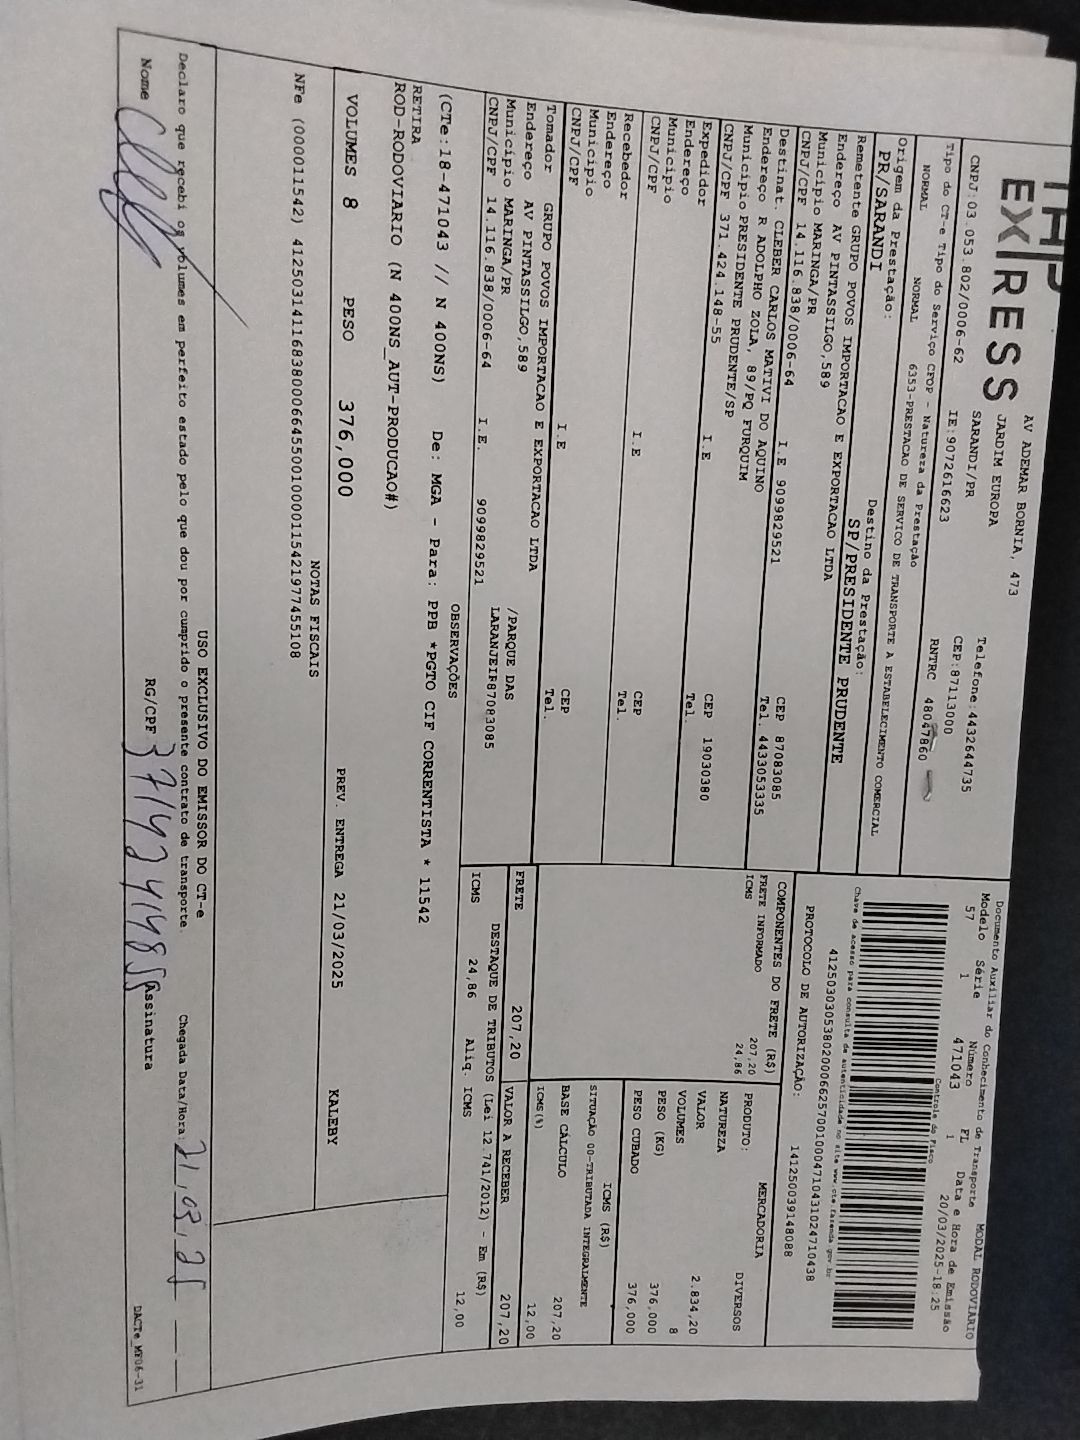 THP
EXPRESS
AV ADEMAR BORNIA, 473
JARDIM EUROPA
SARANDI/PR
Telefone:4432644735
CEP:87113000
CNPJ:03.053.802/0006-62 IE:9072616623 RNTRC 48047860
Tipo do CT-e Tipo do Serviço CFOP - Natureza da Prestação
NORMAL NORMAL 6353-PRESTACAO DE SERVICO DE TRANSPORTE A ESTABELECIMENTO COMERCIAL
Origem da Prestação: Destino da Prestação:
PR/SARANDI SP/PRESIDENTE PRUDENTE
Remetente GRUPO POVOS IMPORTACAO E EXPORTACAO LTDA
Endereço AV PINTASSILGO,589
Municipio MARINGA/PR CEP 87083085
CNPJ/CPF 14.116.838/0006-64 I.E 9099829521 Tel. 4433053335
Destinat. CLEBER CARLOS MATIVI DO AQUINO
Endereço R ADOLPHO ZOLA, 89/PQ FURQUIM
Municipio PRESIDENTE PRUDENTE/SP CEP 19030380
CNPJ/CPF 371.424.148-55 I.E Tel.
Expedidor
Endereço
Municipio CEP
CNPJ/CPF I.E Tel.
Recebedor
Endereço
Municipio CEP
CNPJ/CPF I.E Tel.
Tomador GRUPO POVOS IMPORTACAO E EXPORTACAO LTDA
Endereço AV PINTASSILGO,589 /PARQUE DAS
Municipio MARINGA/PR LARANJEIR87083085
CNPJ/CPF 14.116.838/0006-64 I.E. 9099829521
Documento Auxiliar do Conhecimento de Transporte MODAL RODOVIÁRIO
Modelo Série Número FL Data e Hora de Emissão
57 1 471043 1 20/03/2025-18:25
Controle do Fisco
Chave de acesso para consulta de autenticidade no site www.cte.fazenda.gov.br
41250303053802000662570010004710431024710438
PROTOCOLO DE AUTORIZAÇÃO: 141250039148088
COMPONENTES DO FRETE (R$)
FRETE INFORMADO 207,20
ICMS 24,86
MERCADORIA
PRODUTO: DIVERSOS
NATUREZA
VALOR 2.834,20
VOLUMES 8
PESO (KG) 376,000
PESO CUBADO 376,000
ICMS (R$)
SITUAÇÃO 00-TRIBUTADA INTEGRALMENTE
BASE CÁLCULO 207,20
ICMS(%) 12,00
FRETE 207,20 VALOR A RECEBER 207,20
DESTAQUE DE TRIBUTOS (Lei 12.741/2012) - Em (R$)
ICMS 24,86 Aliq. ICMS 12,00
OBSERVAÇÕES
(CTe:18-471043 // N 400NS) De: MGA - Para: PPB *PGTO CIF CORRENTISTA * 11542
RETIRA
ROD-RODOVIARIO (N 400NS_AUT-PRODUCAO#)
VOLUMES 8 PESO 376,000 PREV. ENTREGA 21/03/2025 KALEBY
NOTAS FISCAIS
NFe (000011542) 41250314116838000664550010000115421977455108
USO EXCLUSIVO DO EMISSOR DO CT-e
Declaro que recebi os volumes em perfeito estado pelo que dou por cumprido o presente contrato de transporte. Chegada Data/Hora: 21,03,25 __:__
Nome RG/CPF 37142414855 Assinatura
DACTe_MF06-31